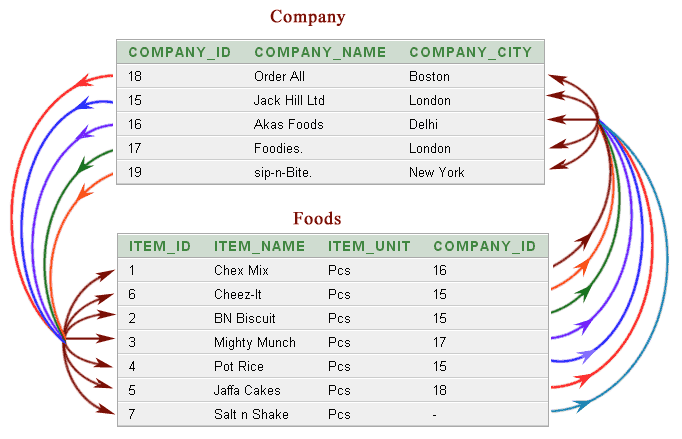 Company
COMPANY_ID COMPANY_NAME COMPANY_CITY
18 Order All Boston
15 Jack Hill Ltd London
16 Akas Foods Delhi
17 Foodies. London
19 sip-n-Bite. New York
Foods
ITEM_ID ITEM_NAME ITEM_UNIT COMPANY_ID
1 Chex Mix Pcs 16
6 Cheez-It Pcs 15
2 BN Biscuit Pcs 15
3 Mighty Munch Pcs 17
4 Pot Rice Pcs 15
5 Jaffa Cakes Pcs 18
7 Salt n Shake Pcs -